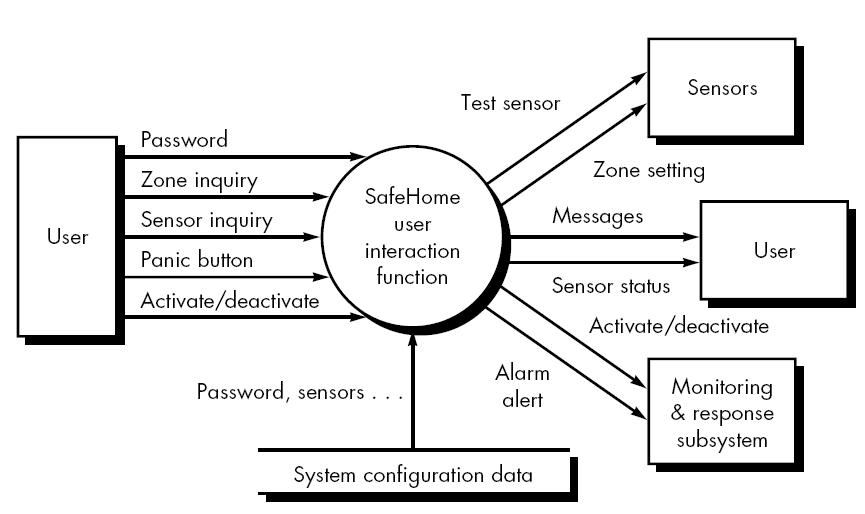 User
Password
Zone inquiry
Sensor inquiry
Panic button
Activate/deactivate
SafeHome
user
interaction
function
Password, sensors . . .
System configuration data
Test sensor
Zone setting
Sensors
Messages
Sensor status
User
Activate/deactivate
Alarm
alert
Monitoring
& response
subsystem